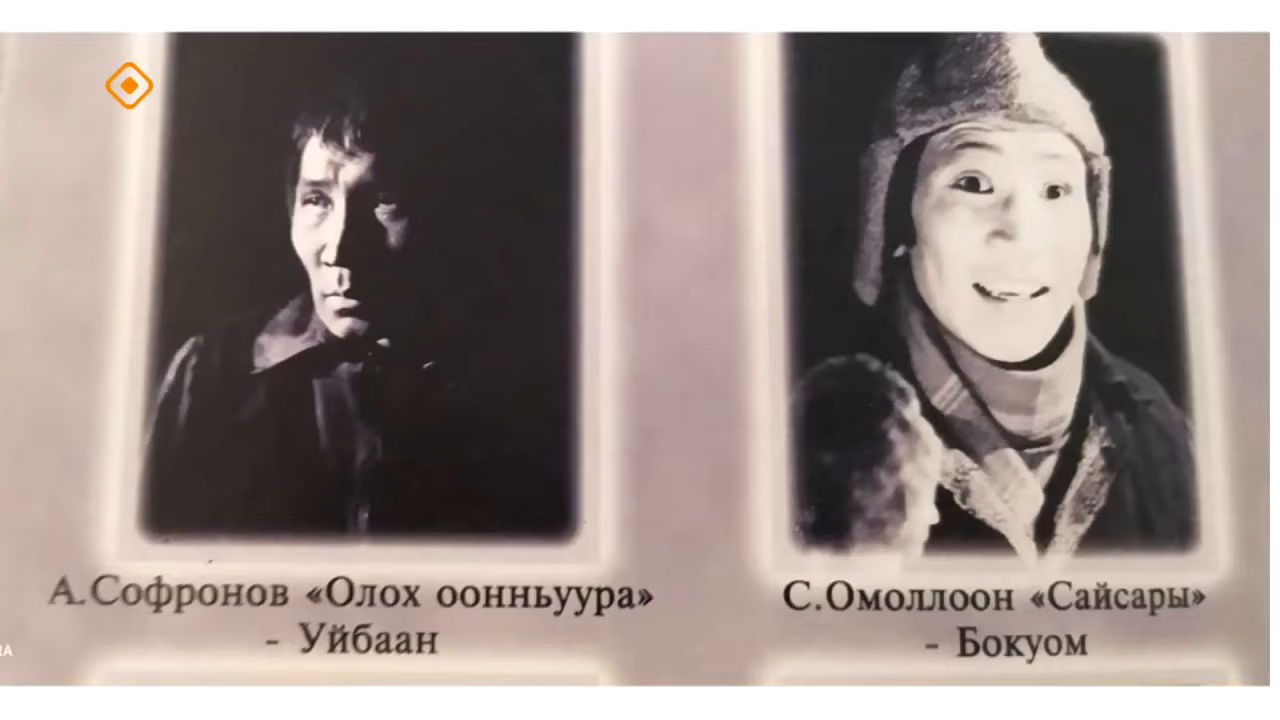 А.Софронов «Олох оонньуура»
- Уйбаан
С.Омоллоон «Сайсары»
- Бокуом